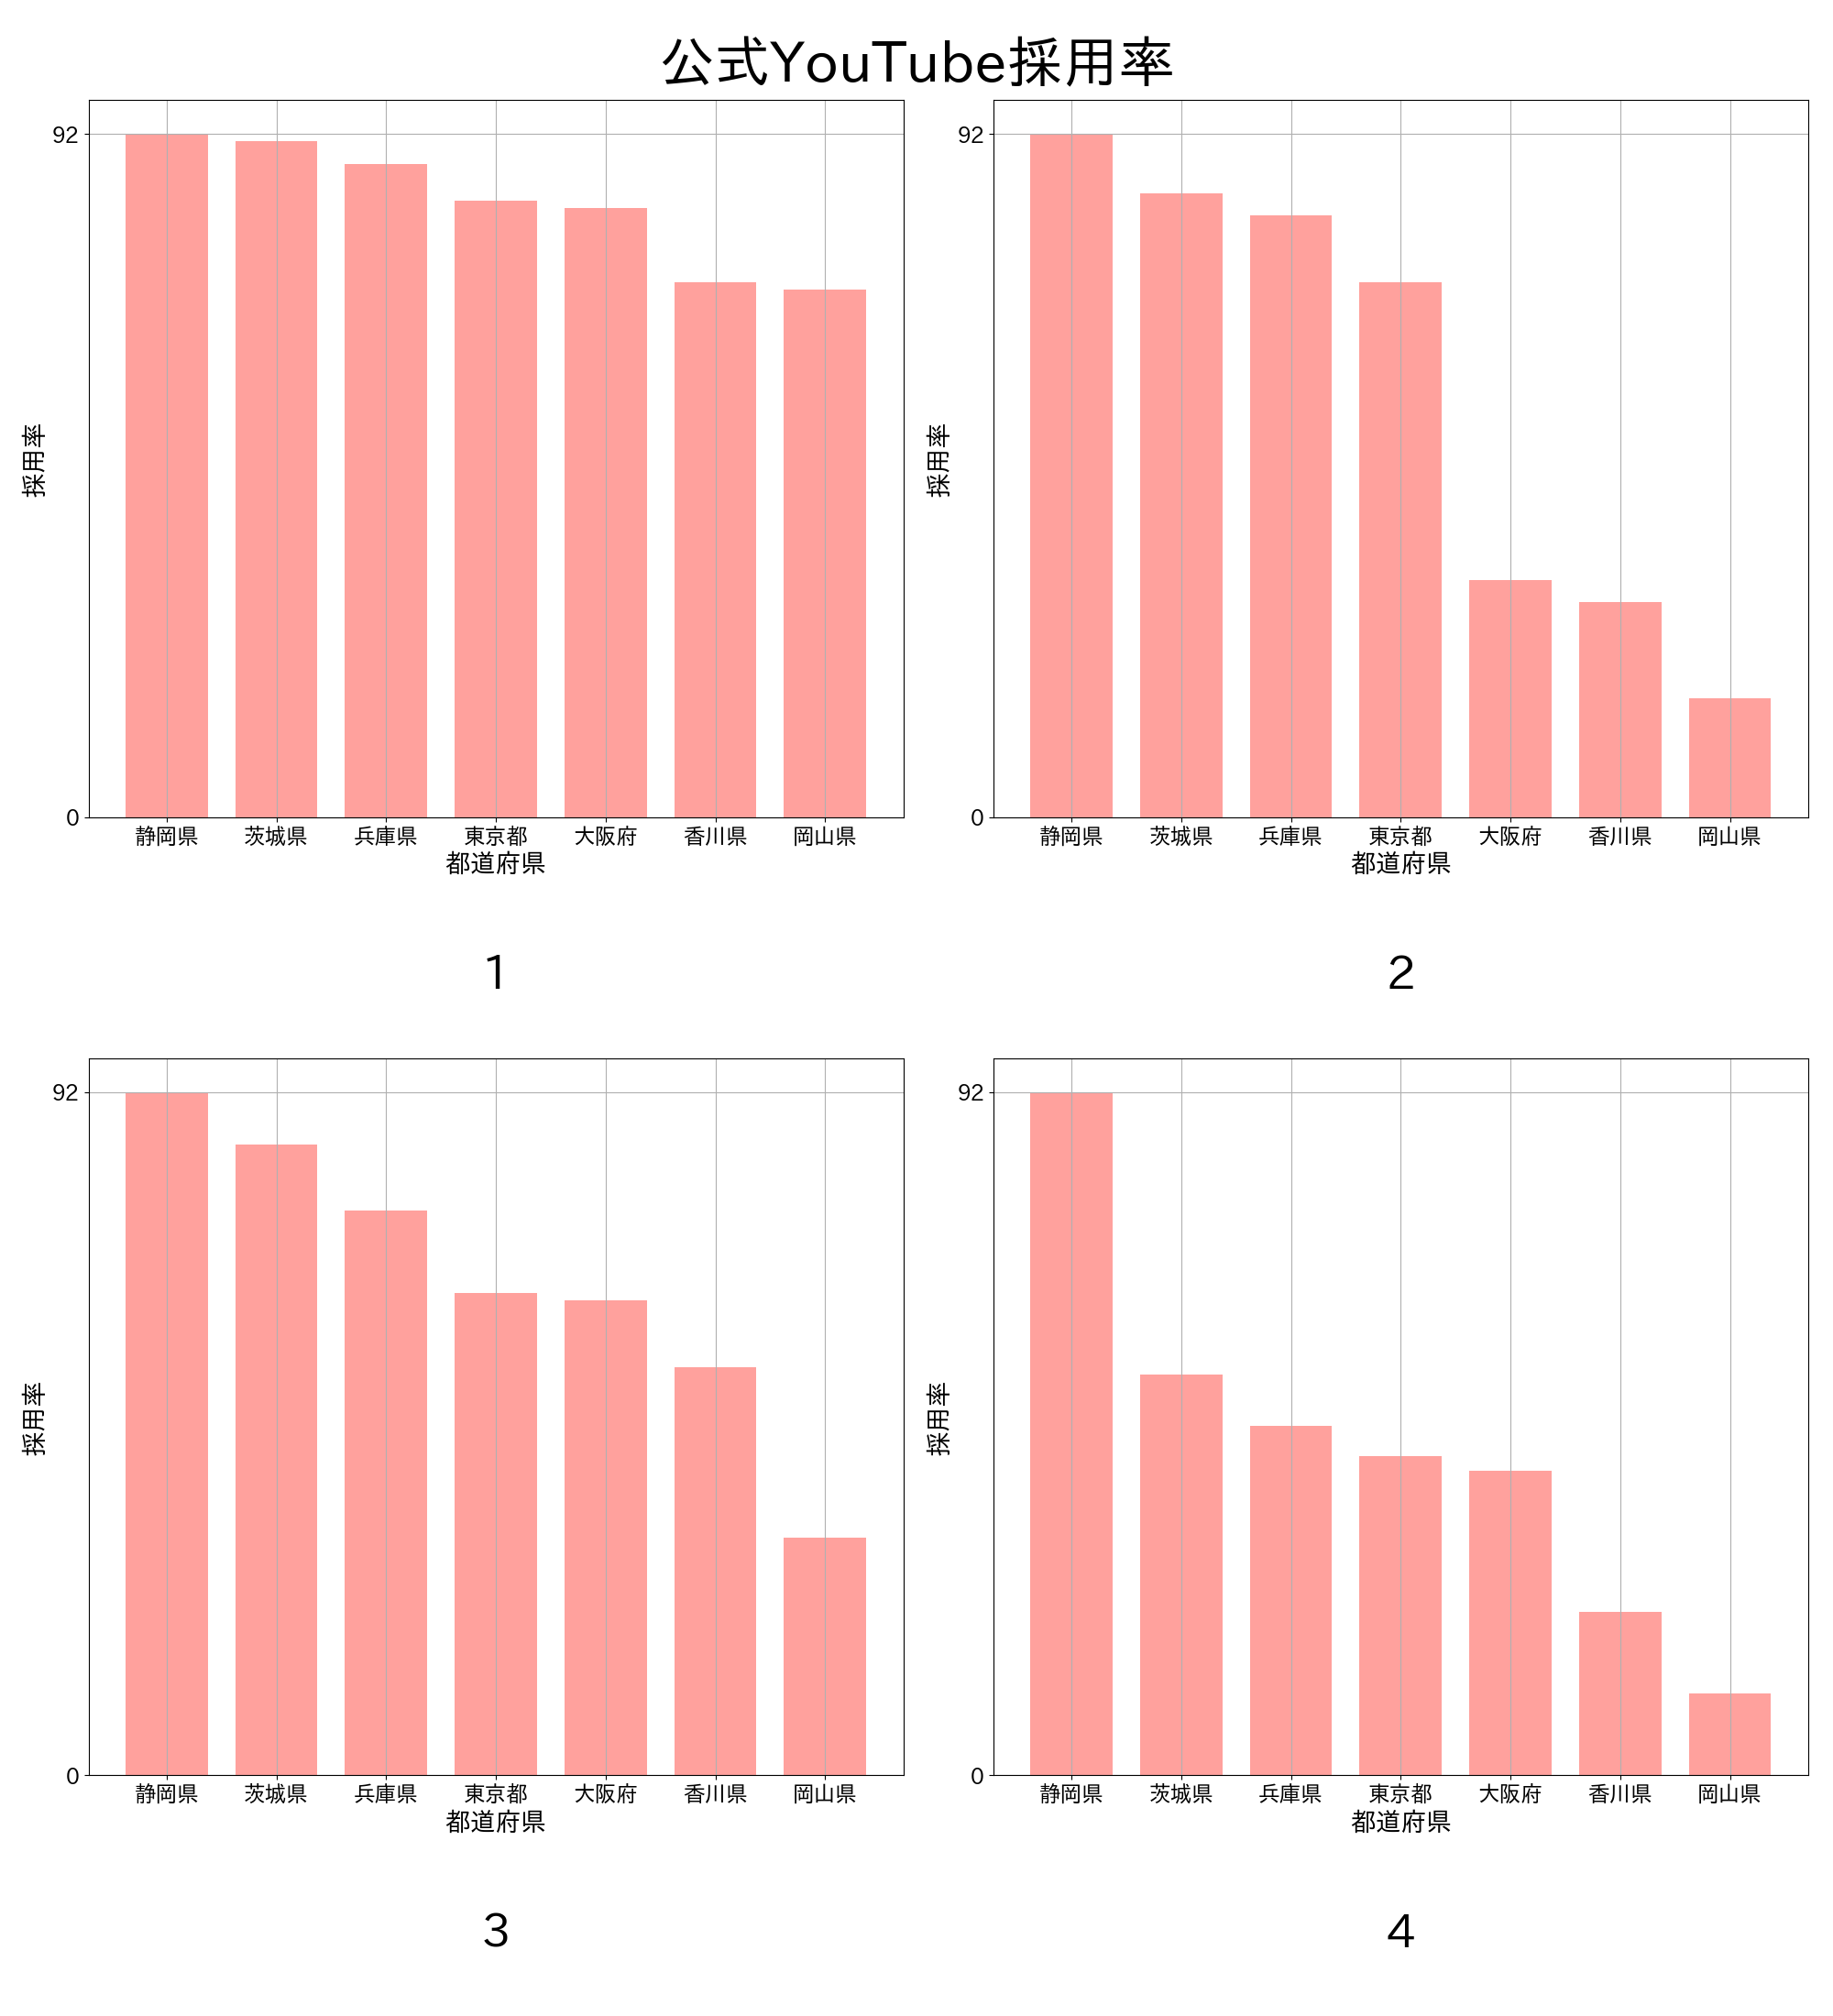 公式YouTube採用率
92
0
採用率
静岡県 茨城県 兵庫県 東京都 大阪府 香川県 岡山県
都道府県
1
92
0
採用率
静岡県 茨城県 兵庫県 東京都 大阪府 香川県 岡山県
都道府県
2
92
0
採用率
静岡県 茨城県 兵庫県 東京都 大阪府 香川県 岡山県
都道府県
3
92
0
採用率
静岡県 茨城県 兵庫県 東京都 大阪府 香川県 岡山県
都道府県
4